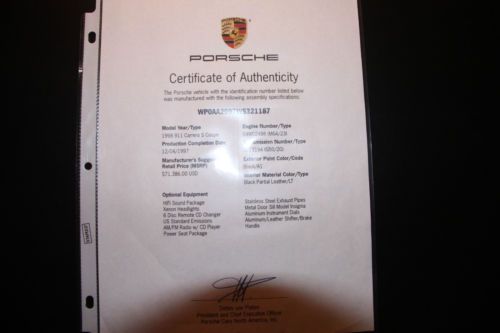 PORSCHE
Certificate of Authenticity
The Porsche vehicle with the identification number listed below
was manufactured with the following assembly specifications:
Model Year/Type
1998 911 Carrera S Coupe
Production Completion Date
12/04/1997
Manufacturer's Suggested
Retail Price (MSRP)
$71,386.00 USD
Engine Number/Type
(M64/23)
Transmission Number/Type
Exterior Paint Color/Code
Interior Material Color/Type
Black Partial Leather/LT
Optional Equipment
Hifi Sound Package
Xenon Headlights
6 Disc Remote CD Changer
US Standard Emissions
AM/FM Radio w/ CD Player
Power Seat Package
Stainless Steel Exhaust Pipes
Metal Door Sill Model Insignia
Aluminum Instrument Dials
Aluminum/Leather Shifter/Brake
Handle
President and Chief Executive Officer
Porsche Cars North America, Inc.